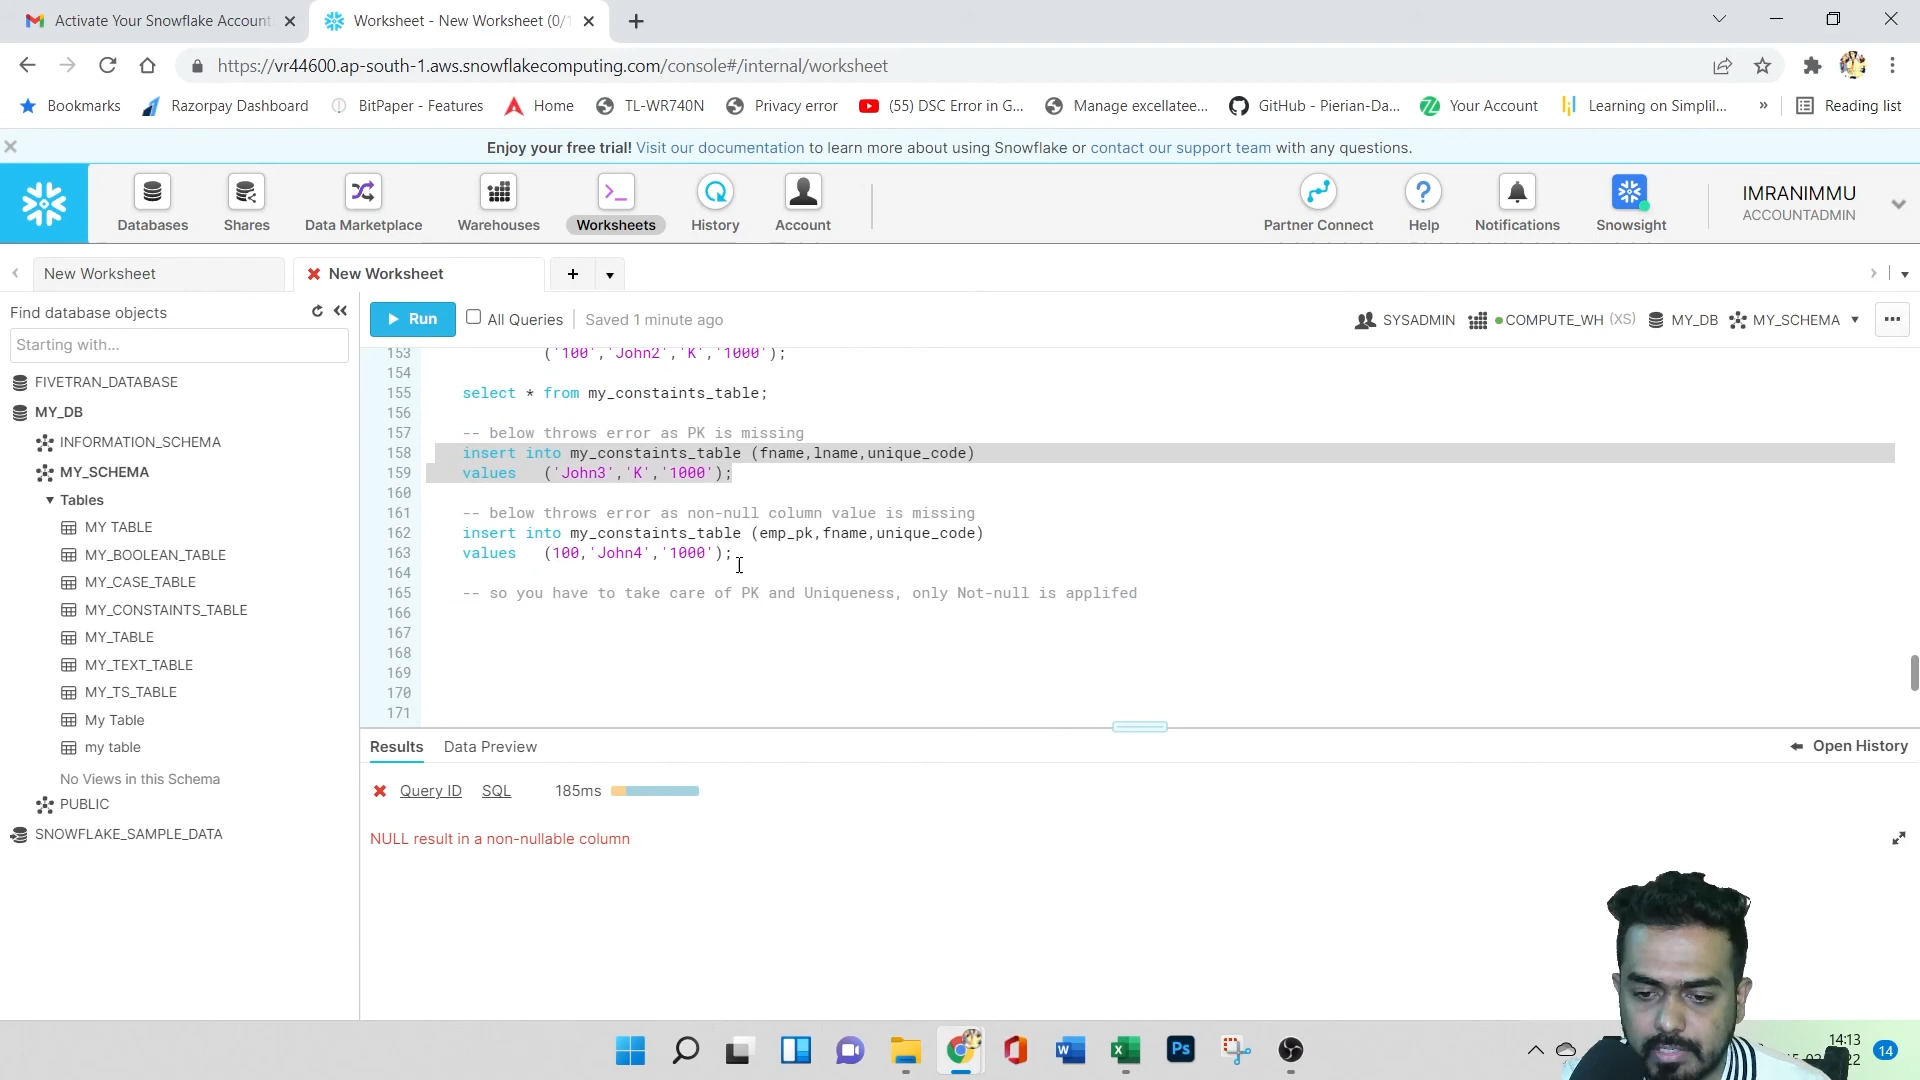 Activate Your Snowflake Account
Worksheet - New Worksheet (0/1
https://vr44600.ap-south-1.aws.snowflakecomputing.com/console#/internal/worksheet
Bookmarks
Razorpay Dashboard
BitPaper - Features
Home
TL-WR740N
Privacy error
(55) DSC Error in G...
Manage excellatee...
GitHub - Pierian-Da...
Your Account
Learning on Simplil...
»
Reading list
Enjoy your free trial! Visit our documentation to learn more about using Snowflake or contact our support team with any questions.
Databases
Shares
Data Marketplace
Warehouses
Worksheets
History
Account
Partner Connect
Help
Notifications
Snowsight
IMRANIMMU
ACCOUNTADMIN
New Worksheet
New Worksheet
Find database objects
Starting with...
FIVETRAN_DATABASE
MY_DB
INFORMATION_SCHEMA
MY_SCHEMA
Tables
MY TABLE
MY_BOOLEAN_TABLE
MY_CASE_TABLE
MY_CONSTAINTS_TABLE
MY_TABLE
MY_TEXT_TABLE
MY_TS_TABLE
My Table
my table
No Views in this Schema
PUBLIC
SNOWFLAKE_SAMPLE_DATA
Run
All Queries
Saved 1 minute ago
SYSADMIN
COMPUTE_WH (XS)
MY_DB
MY_SCHEMA
153 ('100','John2','K','1000');
154
155 select * from my_constaints_table;
156
157 -- below throws error as PK is missing
158 insert into my_constaints_table (fname,lname,unique_code)
159 values ('John3','K','1000');
160
161 -- below throws error as non-null column value is missing
162 insert into my_constaints_table (emp_pk,fname,unique_code)
163 values (100,'John4','1000');
164
165 -- so you have to take care of PK and Uniqueness, only Not-null is applifed
166
167
168
169
170
171
Results
Data Preview
Open History
Query ID
SQL
185ms
NULL result in a non-nullable column
14:13
14